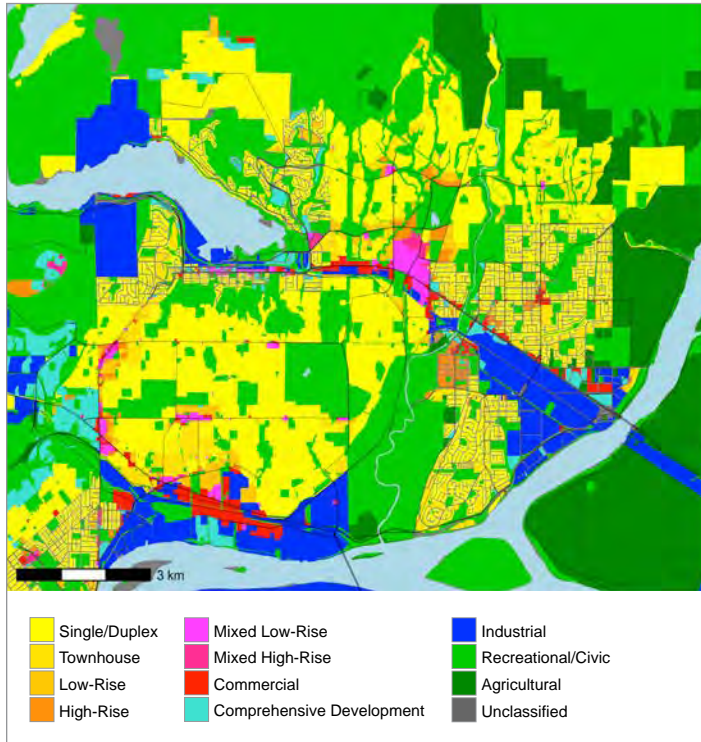 3 km
Single/Duplex
Townhouse
Low-Rise
High-Rise
Mixed Low-Rise
Mixed High-Rise
Commercial
Comprehensive Development
Industrial
Recreational/Civic
Agricultural
Unclassified